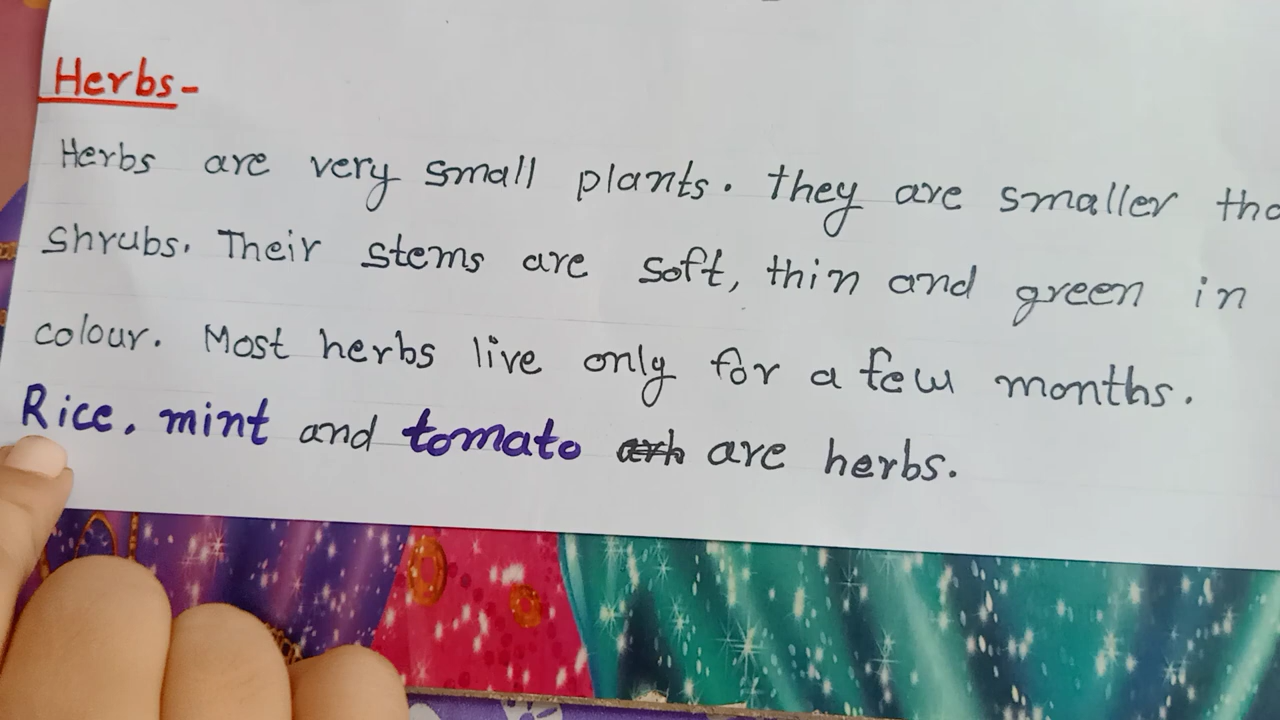 Herbs-
Herbs are very small plants. they are smaller tha
shrubs. Their stems are soft, thin and green in
colour. Most herbs live only for a few months.
Rice, mint and tomato are herbs.